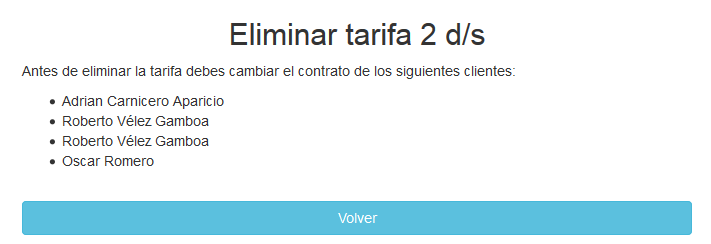 Eliminar tarifa 2 d/s
Antes de eliminar la tarifa debes cambiar el contrato de los siguientes clientes:
Adrian Carnicero Aparicio
Roberto Vélez Gamboa
Roberto Vélez Gamboa
Oscar Romero
Volver